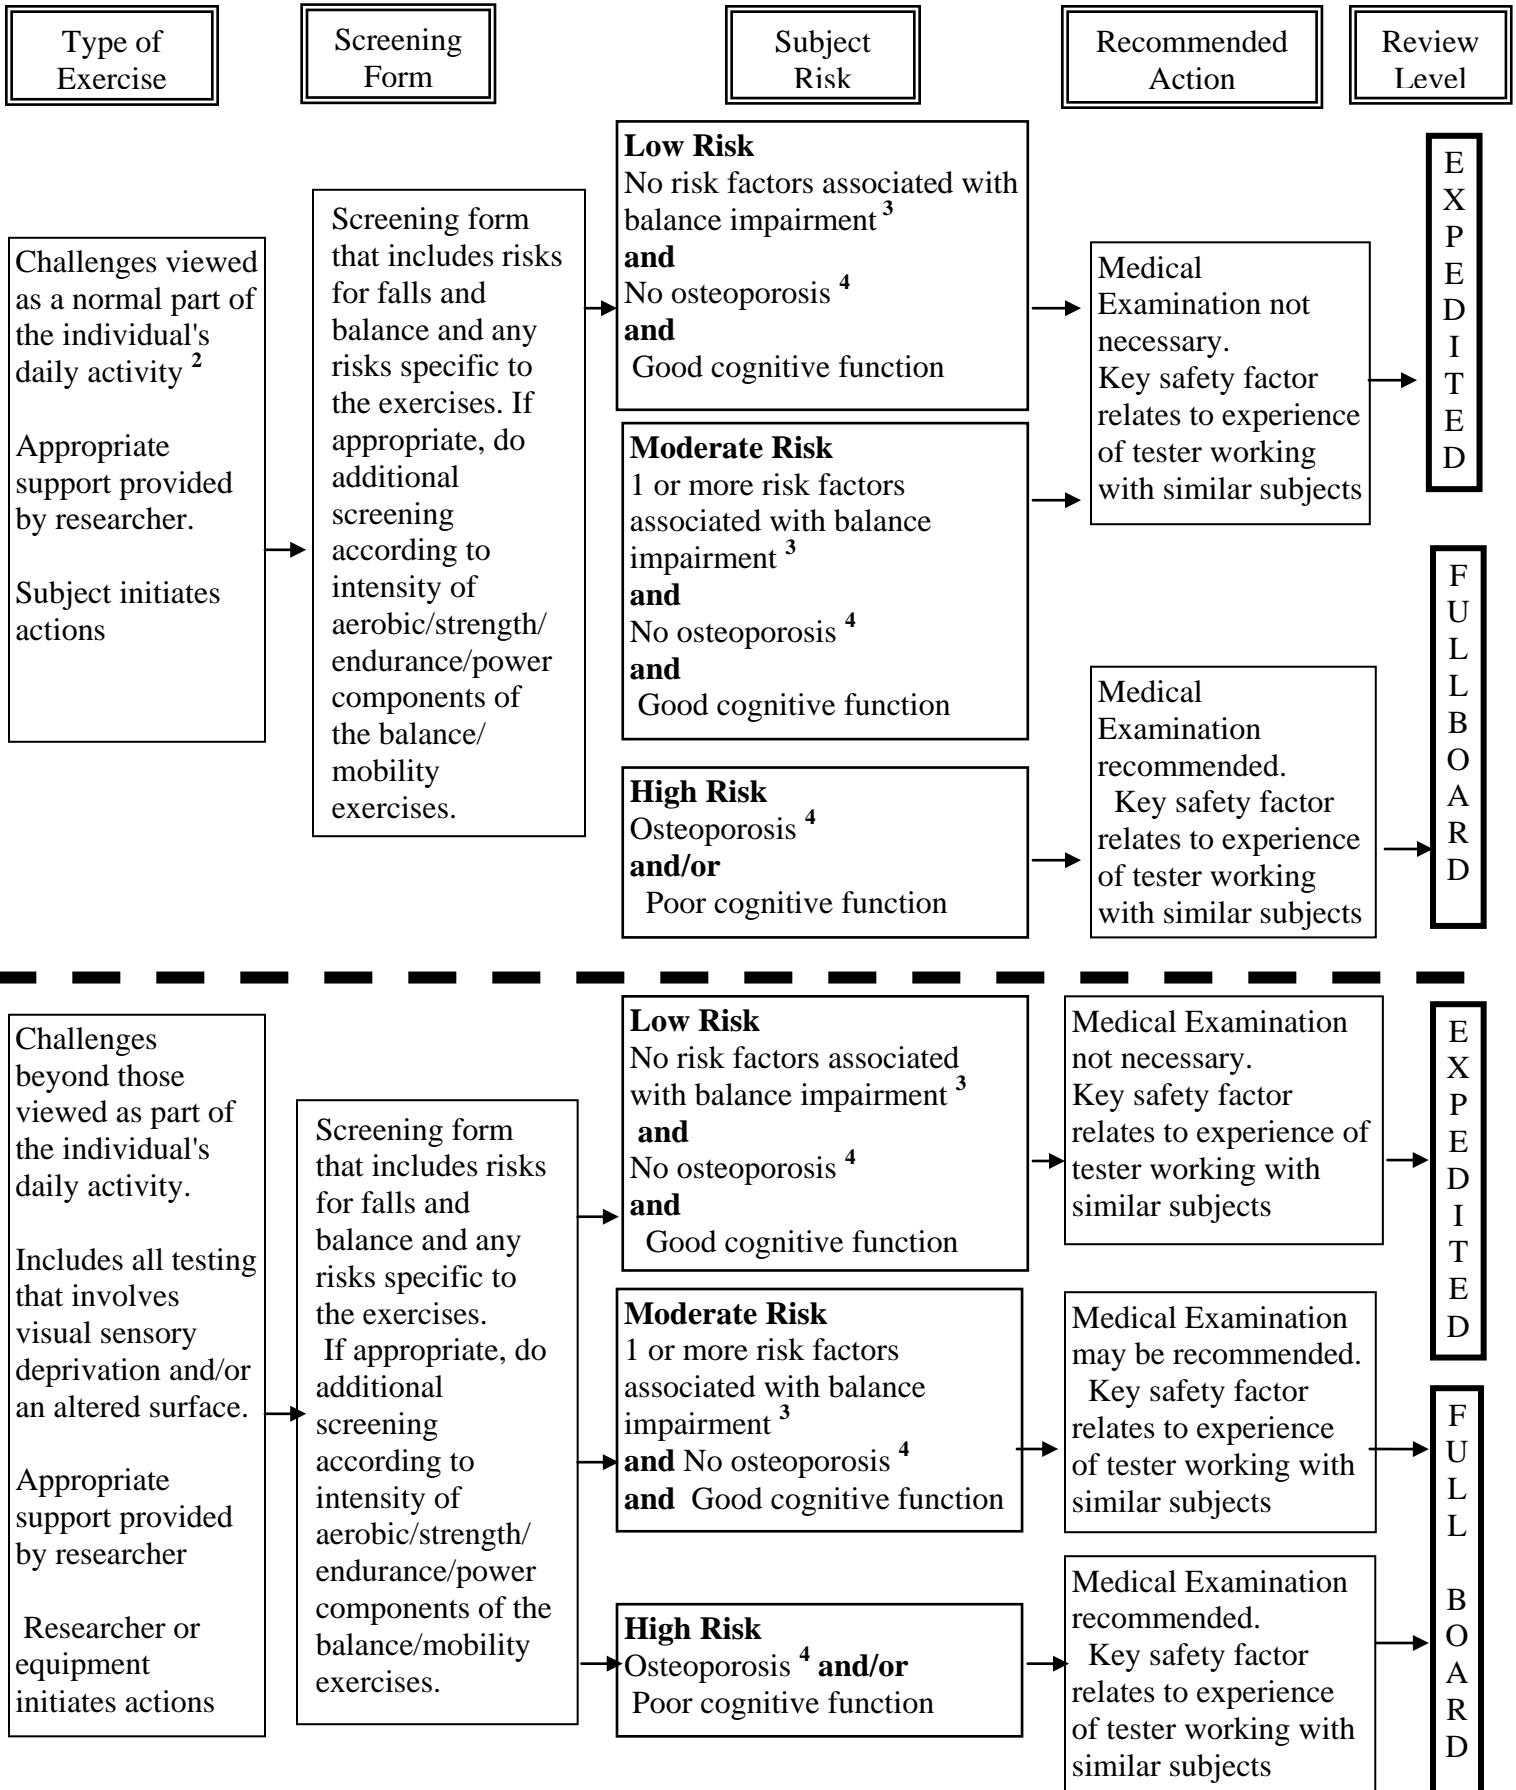 Type of
Exercise
Screening
Form
Subject
Risk
Recommended
Action
Review
Level
Challenges viewed
as a normal part of
the individual's
daily activity 2
Appropriate
support provided
by researcher.
Subject initiates
actions
Screening form
that includes risks
for falls and
balance and any
risks specific to
the exercises. If
appropriate, do
additional
screening
according to
intensity of
aerobic/strength/
endurance/power
components of
the balance/
mobility
exercises.
Low Risk
No risk factors associated with
balance impairment 3
and
No osteoporosis 4
and
Good cognitive function
Moderate Risk
1 or more risk factors
associated with balance
impairment 3
and
No osteoporosis 4
and
Good cognitive function
High Risk
Osteoporosis 4
and/or
Poor cognitive function
Medical
Examination not
necessary.
Key safety factor
relates to experience
of tester working
with similar subjects
Medical
Examination
recommended.
Key safety factor
relates to experience
of tester working
with similar subjects
E
X
P
E
D
I
T
E
D
F
U
L
L
B
O
A
R
D
Challenges
beyond those
viewed as part of
the individual's
daily activity.
Includes all testing
that involves
visual sensory
deprivation and/or
an altered surface.
Appropriate
support provided
by researcher
Researcher or
equipment
initiates actions
Screening form
that includes risks
for falls and
balance and any
risks specific to
the exercises.
If appropriate, do
additional
screening
according to
intensity of
aerobic/strength/
endurance/power
components of the
balance/mobility
exercises.
Low Risk
No risk factors associated
with balance impairment 3
and
No osteoporosis 4
and
Good cognitive function
Moderate Risk
1 or more risk factors
associated with balance
impairment 3
and No osteoporosis 4
and Good cognitive function
High Risk
Osteoporosis 4 and/or
Poor cognitive function
Medical Examination
not necessary.
Key safety factor
relates to experience of
tester working with
similar subjects
Medical Examination
may be recommended.
Key safety factor
relates to experience
of tester working with
similar subjects
Medical Examination
recommended.
Key safety factor
relates to experience
of tester working with
similar subjects
E
X
P
E
D
I
T
E
D
F
U
L
L
B
O
A
R
D